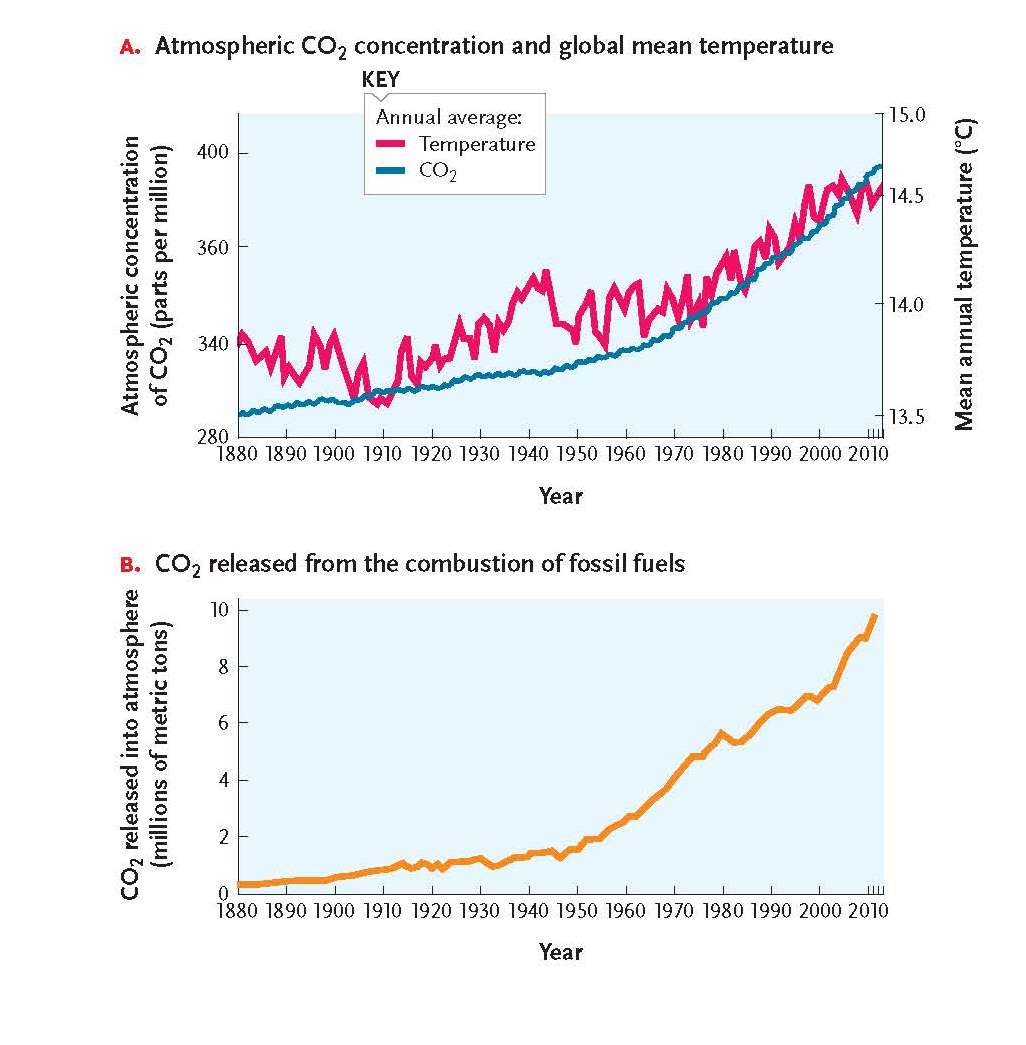 A. Atmospheric CO₂ concentration and global mean temperature
KEY
Annual average:
Temperature
CO₂
Atmospheric concentration
of CO₂ (parts per million)
400
360
340
280
15.0
14.5
14.0
13.5
Mean annual temperature (°C)
1880 1890 1900 1910 1920 1930 1940 1950 1960 1970 1980 1990 2000 2010
Year
B. CO₂ released from the combustion of fossil fuels
CO₂ released into atmosphere
(millions of metric tons)
10
8
6
4
2
0
1880 1890 1900 1910 1920 1930 1940 1950 1960 1970 1980 1990 2000 2010
Year